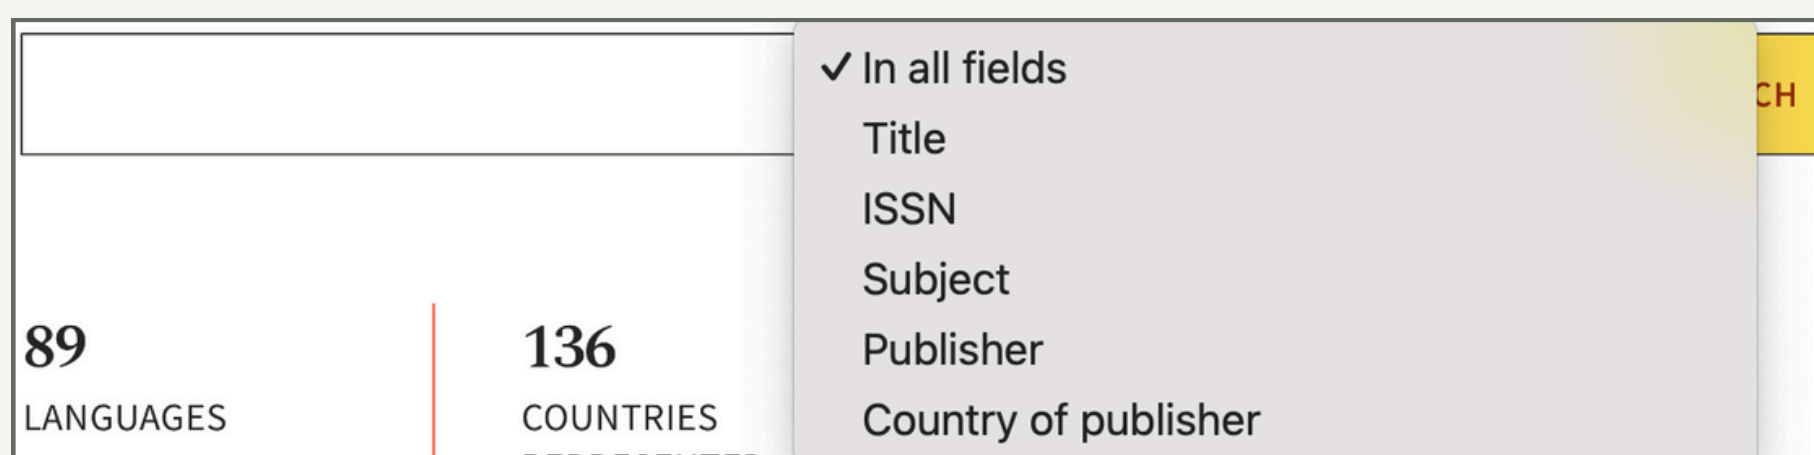 ✓ In all fields
CH
Title
ISSN
Subject
Publisher
Country of publisher
89
LANGUAGES
136
COUNTRIES